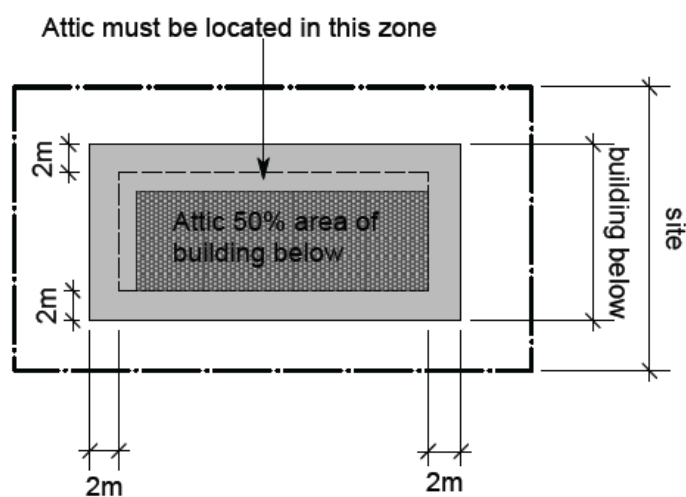 Attic must be located in this zone
2m
building below
site
Attic 50% area of
building below
2m
2m
2m